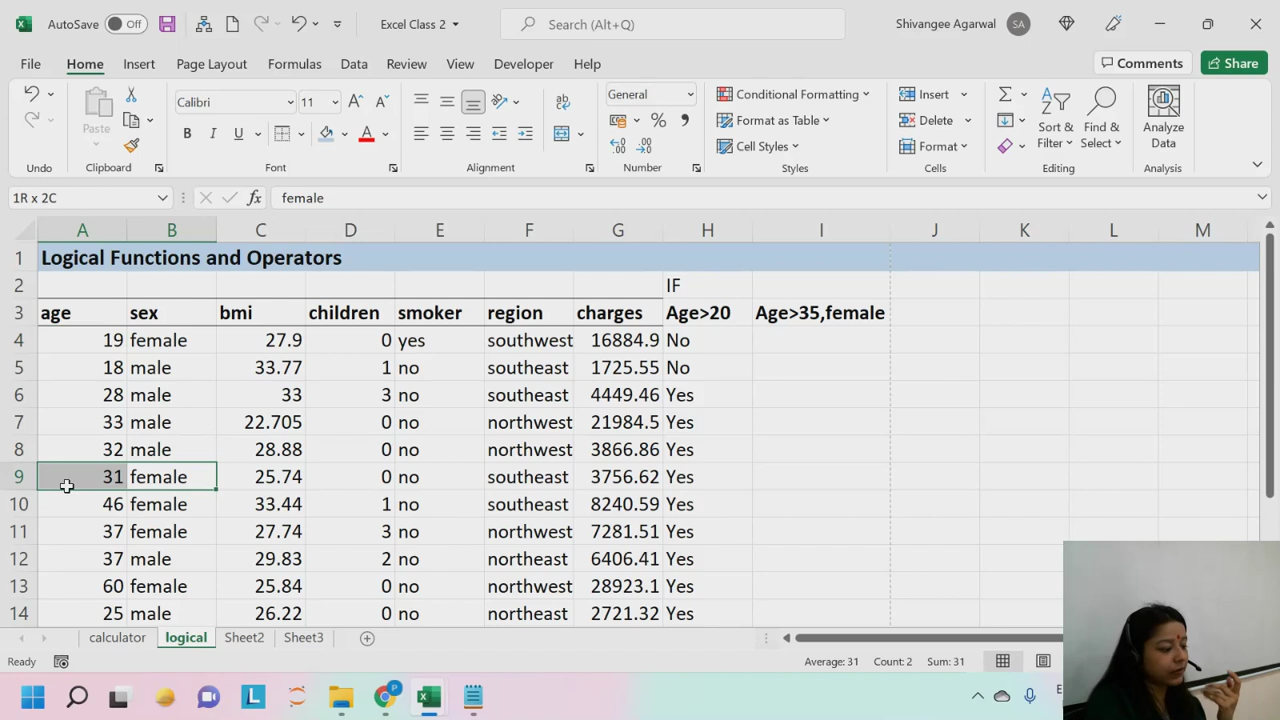 AutoSave Off Excel Class 2 Search (Alt+Q) Shivangee Agarwal SA
File Home Insert Page Layout Formulas Data Review View Developer Help Comments Share
Calibri 11 General Conditional Formatting Insert
Paste B I U Format as Table Delete Sort & Filter Find & Select Analyze Data
Cell Styles Format
Undo Clipboard Font Alignment Number Styles Cells Editing Analysis
1R x 2C fx female
A B C D E F G H I J K L M
1 Logical Functions and Operators
2 IF
3 age sex bmi children smoker region charges Age>20 Age>35,female
4 19 female 27.9 0 yes southwest 16884.9 No
5 18 male 33.77 1 no southeast 1725.55 No
6 28 male 33 3 no southeast 4449.46 Yes
7 33 male 22.705 0 no northwest 21984.5 Yes
8 32 male 28.88 0 no northwest 3866.86 Yes
9 31 female 25.74 0 no southeast 3756.62 Yes
10 46 female 33.44 1 no southeast 8240.59 Yes
11 37 female 27.74 3 no northwest 7281.51 Yes
12 37 male 29.83 2 no northeast 6406.41 Yes
13 60 female 25.84 0 no northwest 28923.1 Yes
14 25 male 26.22 0 no northeast 2721.32 Yes
calculator logical Sheet2 Sheet3
Ready Average: 31 Count: 2 Sum: 31